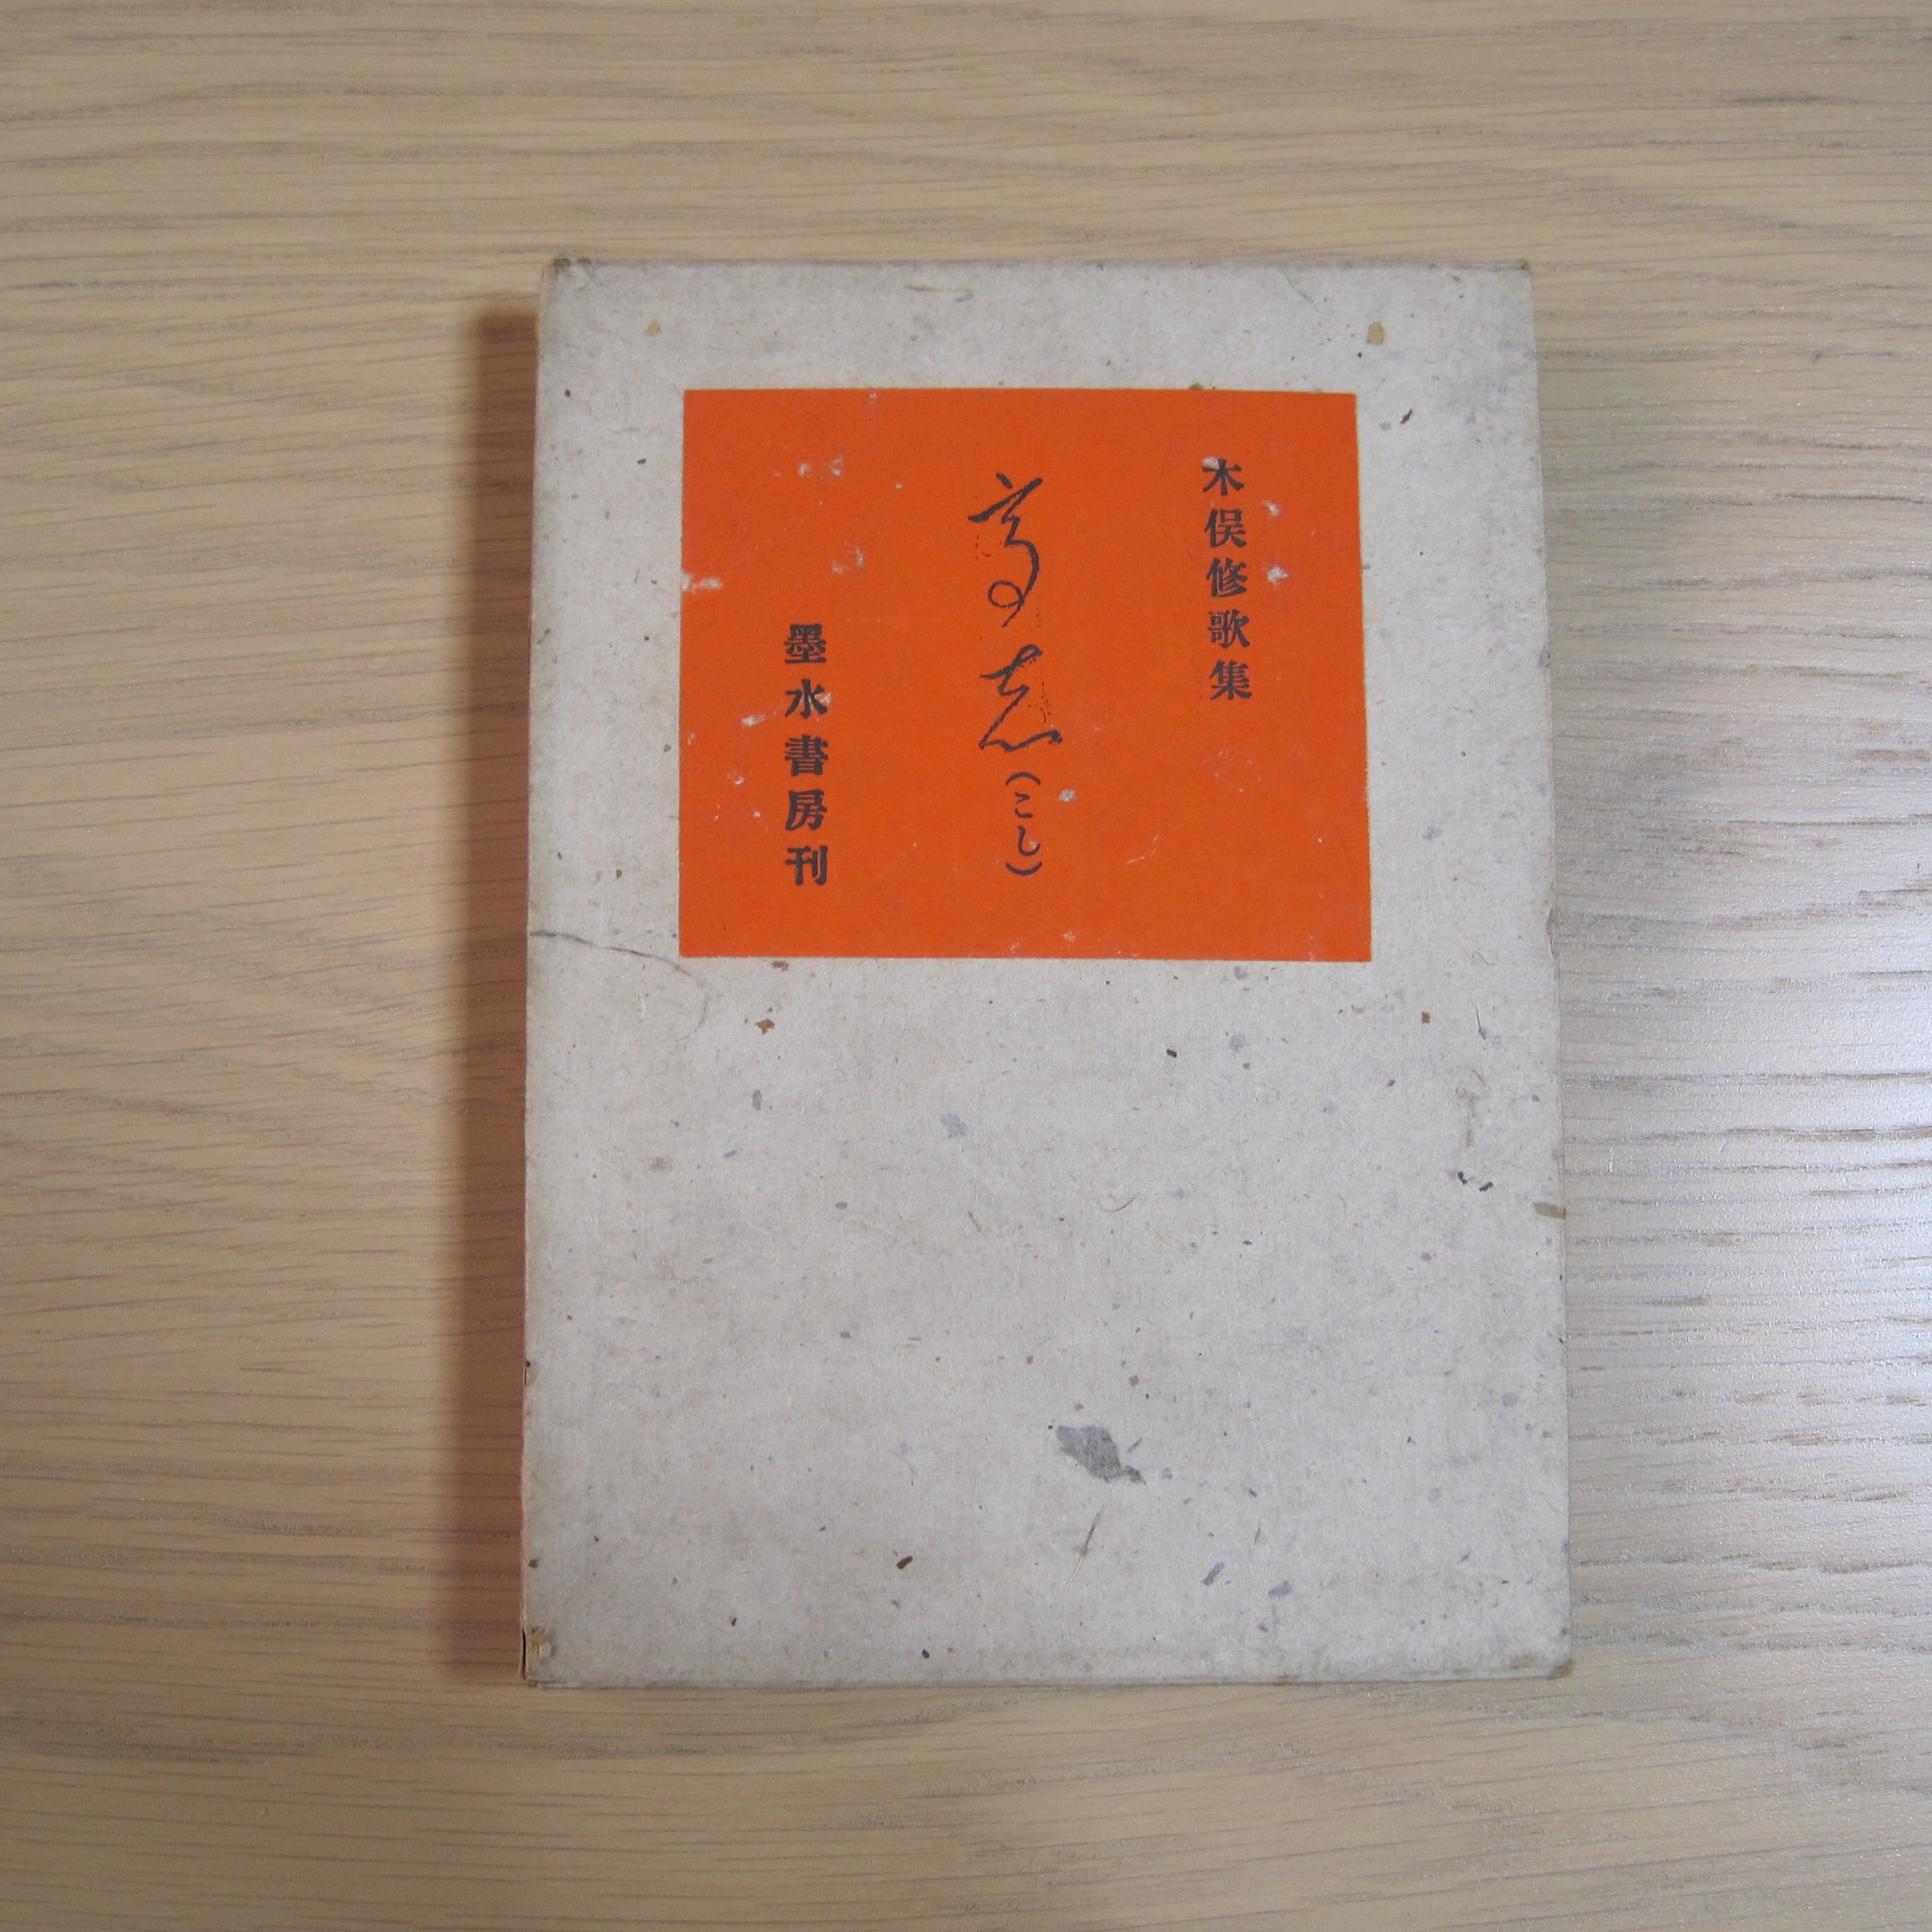 木俣修歌集
高志(こし)
墨水書房刊